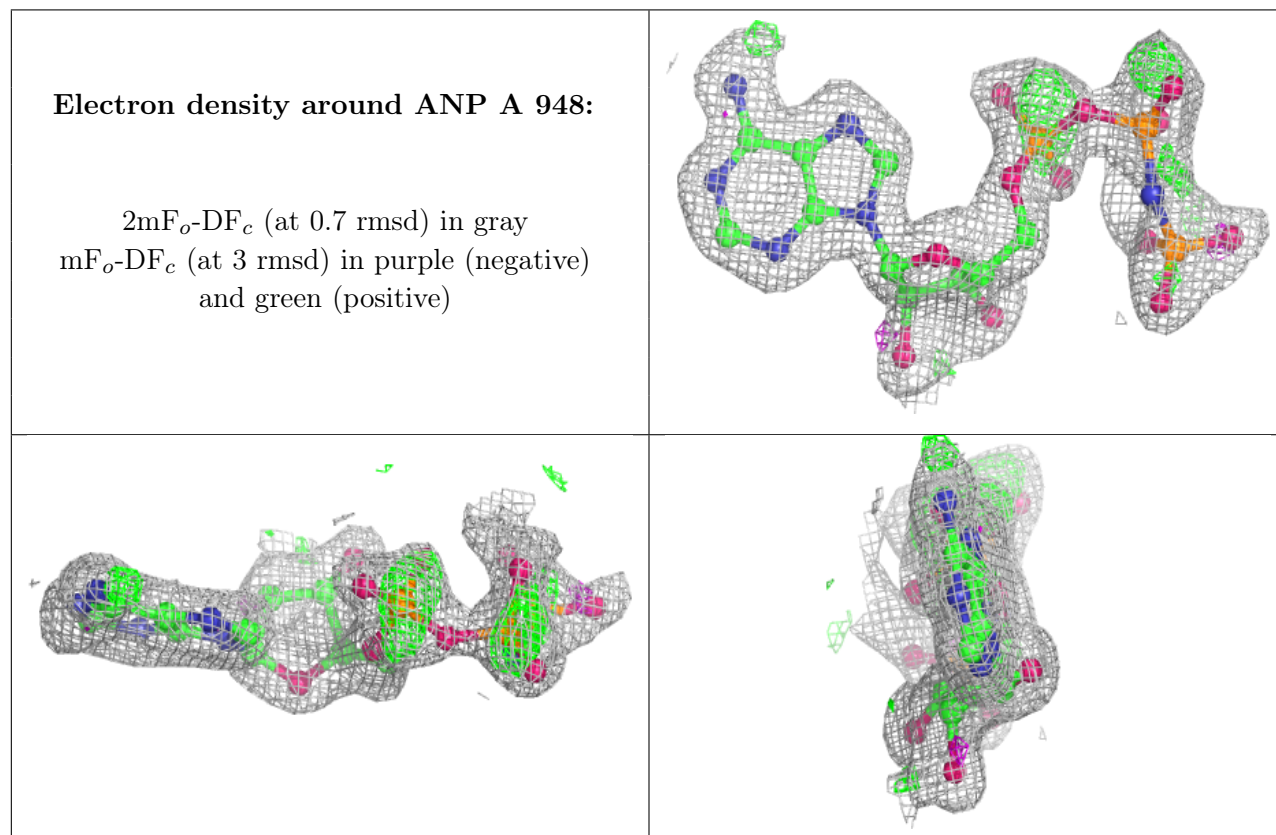 Electron density around ANP A 948:
2mFₒ-DF𝒸 (at 0.7 rmsd) in gray
mFₒ-DF𝒸 (at 3 rmsd) in purple (negative)
and green (positive)